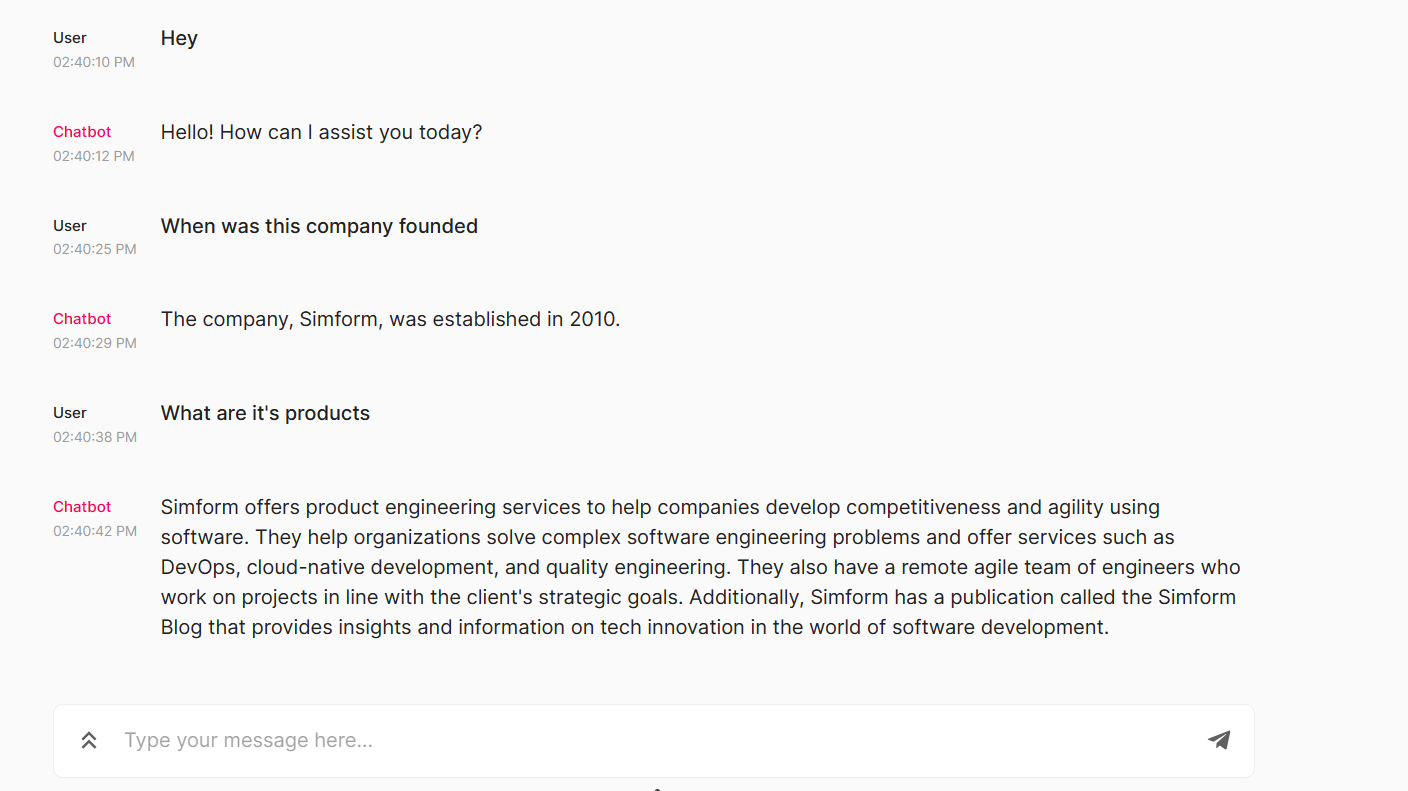 User Hey
02:40:10 PM
Chatbot Hello! How can I assist you today?
02:40:12 PM
User When was this company founded
02:40:25 PM
Chatbot The company, Simform, was established in 2010.
02:40:29 PM
User What are it's products
02:40:38 PM
Chatbot Simform offers product engineering services to help companies develop competitiveness and agility using
02:40:42 PM software. They help organizations solve complex software engineering problems and offer services such as
DevOps, cloud-native development, and quality engineering. They also have a remote agile team of engineers who
work on projects in line with the client's strategic goals. Additionally, Simform has a publication called the Simform
Blog that provides insights and information on tech innovation in the world of software development.
Type your message here...